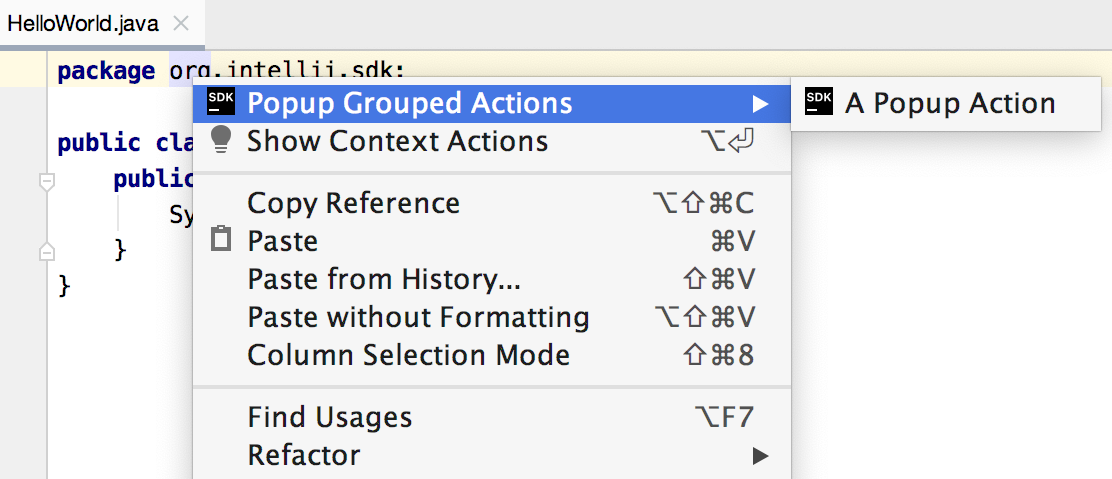 HelloWorld.java
package org.intellij.sdk;
SDK Popup Grouped Actions
SDK A Popup Action
Show Context Actions ⌥⏎
public cla
public
Sy
}
}
Copy Reference ⌥⇧⌘C
Paste ⌘V
Paste from History... ⇧⌘V
Paste without Formatting ⌥⇧⌘V
Column Selection Mode ⇧⌘8
Find Usages ⌥F7
Refactor